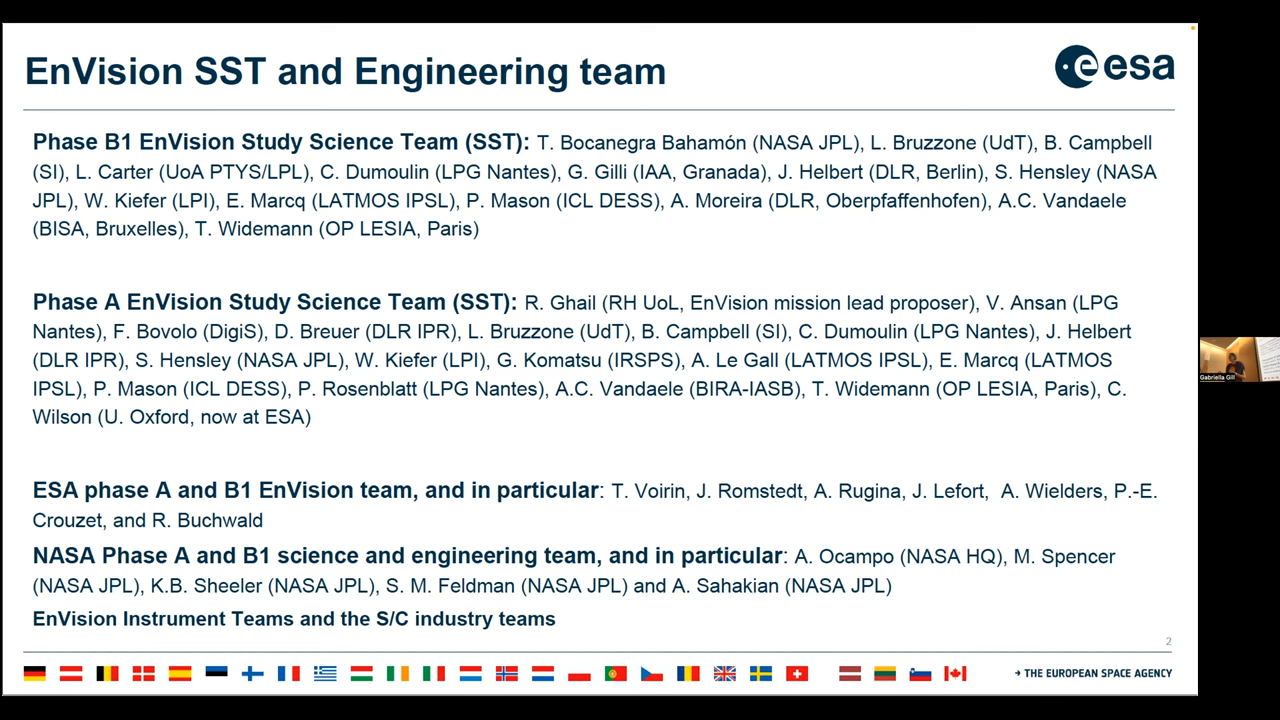 EnVision SST and Engineering team
esa
Phase B1 EnVision Study Science Team (SST): T. Bocanegra Bahamón (NASA JPL), L. Bruzzone (UdT), B. Campbell
(SI), L. Carter (UoA PTYS/LPL), C. Dumoulin (LPG Nantes), G. Gilli (IAA, Granada), J. Helbert (DLR, Berlin), S. Hensley (NASA
JPL), W. Kiefer (LPI), E. Marcq (LATMOS IPSL), P. Mason (ICL DESS), A. Moreira (DLR, Oberpfaffenhofen), A.C. Vandaele
(BISA, Bruxelles), T. Widemann (OP LESIA, Paris)
Phase A EnVision Study Science Team (SST): R. Ghail (RH UoL, EnVision mission lead proposer), V. Ansan (LPG
Nantes), F. Bovolo (DigiS), D. Breuer (DLR IPR), L. Bruzzone (UdT), B. Campbell (SI), C. Dumoulin (LPG Nantes), J. Helbert
(DLR IPR), S. Hensley (NASA JPL), W. Kiefer (LPI), G. Komatsu (IRSPS), A. Le Gall (LATMOS IPSL), E. Marcq (LATMOS
IPSL), P. Mason (ICL DESS), P. Rosenblatt (LPG Nantes), A.C. Vandaele (BIRA-IASB), T. Widemann (OP LESIA, Paris), C.
Wilson (U. Oxford, now at ESA)
ESA phase A and B1 EnVision team, and in particular: T. Voirin, J. Romstedt, A. Rugina, J. Lefort, A. Wielders, P.-E.
Crouzet, and R. Buchwald
NASA Phase A and B1 science and engineering team, and in particular: A. Ocampo (NASA HQ), M. Spencer
(NASA JPL), K.B. Sheeler (NASA JPL), S. M. Feldman (NASA JPL) and A. Sahakian (NASA JPL)
EnVision Instrument Teams and the S/C industry teams
2
→ THE EUROPEAN SPACE AGENCY
Gabriella Gill